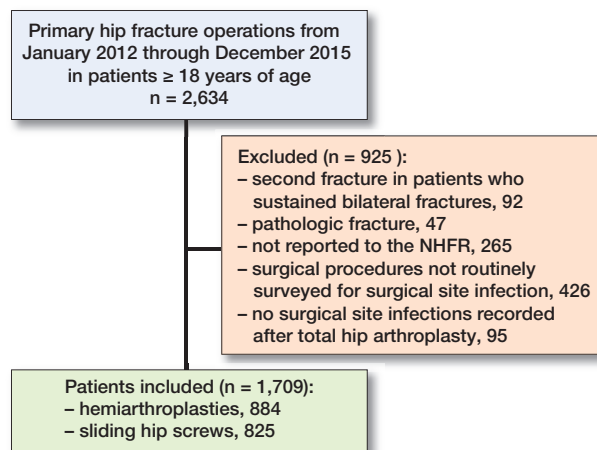 Primary hip fracture operations from
January 2012 through December 2015
in patients ≥ 18 years of age
n = 2,634
Excluded (n = 925 ):
– second fracture in patients who
sustained bilateral fractures, 92
– pathologic fracture, 47
– not reported to the NHFR, 265
– surgical procedures not routinely
surveyed for surgical site infection, 426
– no surgical site infections recorded
after total hip arthroplasty, 95
Patients included (n = 1,709):
– hemiarthroplasties, 884
– sliding hip screws, 825